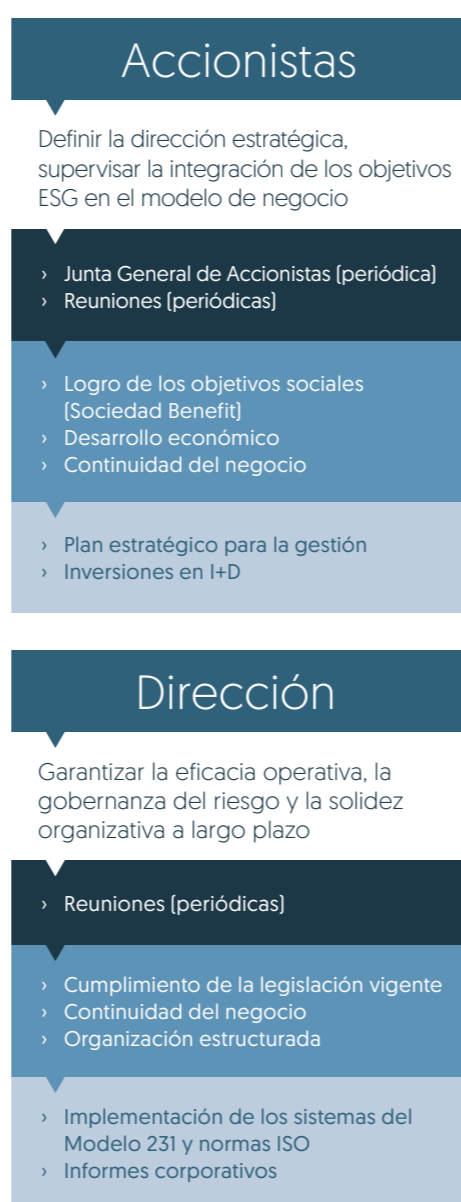 Accionistas
Definir la dirección estratégica,
supervisar la integración de los objetivos
ESG en el modelo de negocio
› Junta General de Accionistas (periódica)
› Reuniones (periódicas)
› Logro de los objetivos sociales
(Sociedad Benefit)
› Desarrollo económico
› Continuidad del negocio
› Plan estratégico para la gestión
› Inversiones en I+D
Dirección
Garantizar la eficacia operativa, la
gobernanza del riesgo y la solidez
organizativa a largo plazo
› Reuniones (periódicas)
› Cumplimiento de la legislación vigente
› Continuidad del negocio
› Organización estructurada
› Implementación de los sistemas del
Modelo 231 y normas ISO
› Informes corporativos